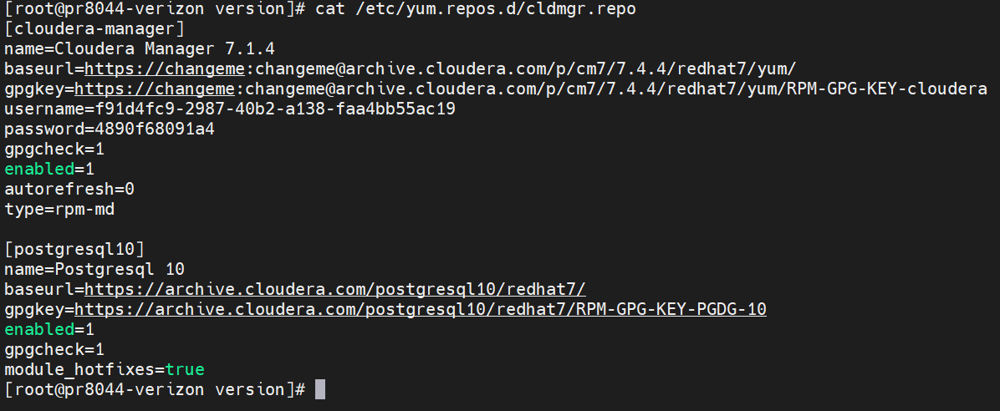 [root@pr8044-verizon version]# cat /etc/yum.repos.d/cldmgr.repo
[cloudera-manager]
name=Cloudera Manager 7.1.4
baseurl=https://changeme:changeme@archive.cloudera.com/p/cm7/7.4.4/redhat7/yum/
gpgkey=https://changeme:changeme@archive.cloudera.com/p/cm7/7.4.4/redhat7/yum/RPM-GPG-KEY-cloudera
username=f91d4fc9-2987-40b2-a138-faa4bb55ac19
password=4890f68091a4
gpgcheck=1
enabled=1
autorefresh=0
type=rpm-md

[postgresql10]
name=Postgresql 10
baseurl=https://archive.cloudera.com/postgresql10/redhat7/
gpgkey=https://archive.cloudera.com/postgresql10/redhat7/RPM-GPG-KEY-PGDG-10
enabled=1
gpgcheck=1
module_hotfixes=true
[root@pr8044-verizon version]#